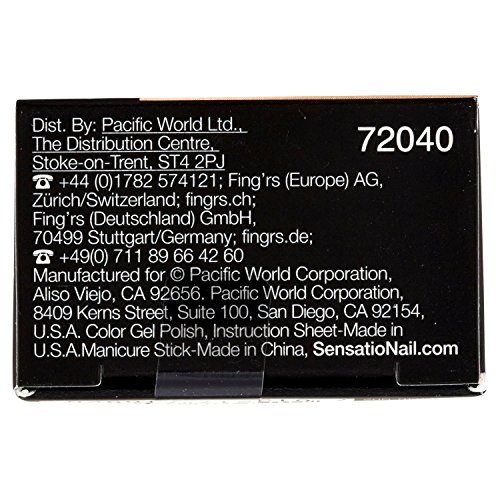 Dist. By: Pacific World Ltd.,
The Distribution Centre,
Stoke-on-Trent, ST4 2PJ
72040
☎ +44 (0)1782 574121; Fing'rs (Europe) AG,
Zürich/Switzerland; fingrs.ch;
Fing'rs (Deutschland) GmbH,
70499 Stuttgart/Germany; fingrs.de;
☎+49(0) 711 89 66 42 60
Manufactured for © Pacific World Corporation,
Aliso Viejo, CA 92656. Pacific World Corporation,
8409 Kerns Street, Suite 100, San Diego, CA 92154,
U.S.A. Color Gel Polish, Instruction Sheet-Made in
U.S.A.Manicure Stick-Made in China, SensatioNail.com